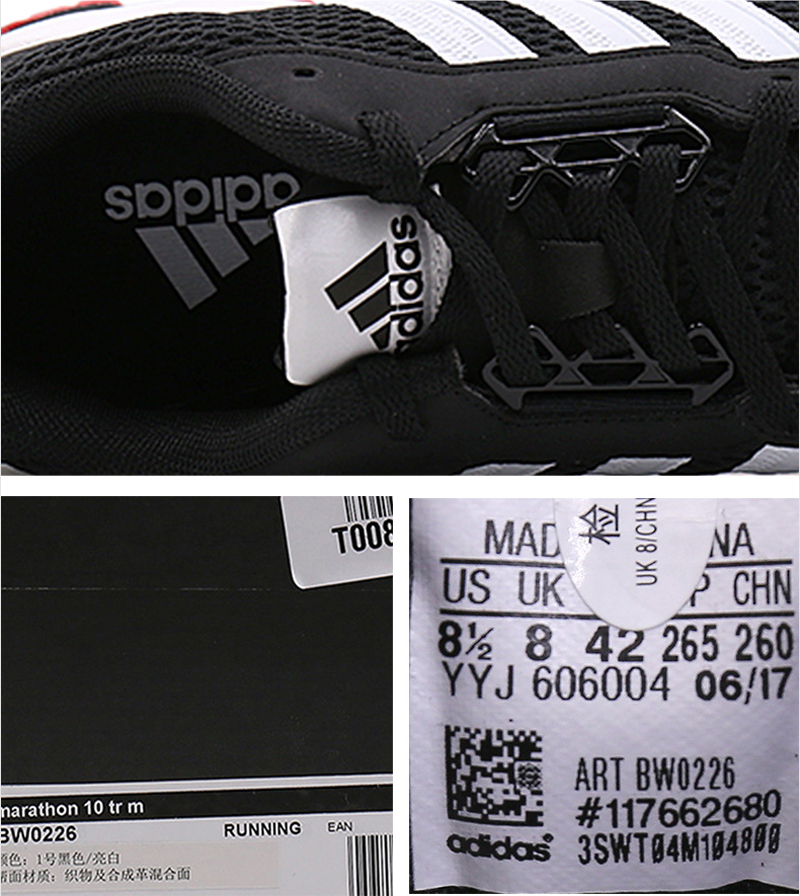 adidas
adidas
T008
marathon 10 tr m
BW0226
RUNNING
EAN
颜色：1号黑色/亮白
帮面材质：织物及合成革混合面
检
UK 8/CHN
MAD NA
US UK P CHN
8½ 8 42 265 260
YYJ 606004 06/17
ART BW0226
#117662680
adidas
3SWT04M104800